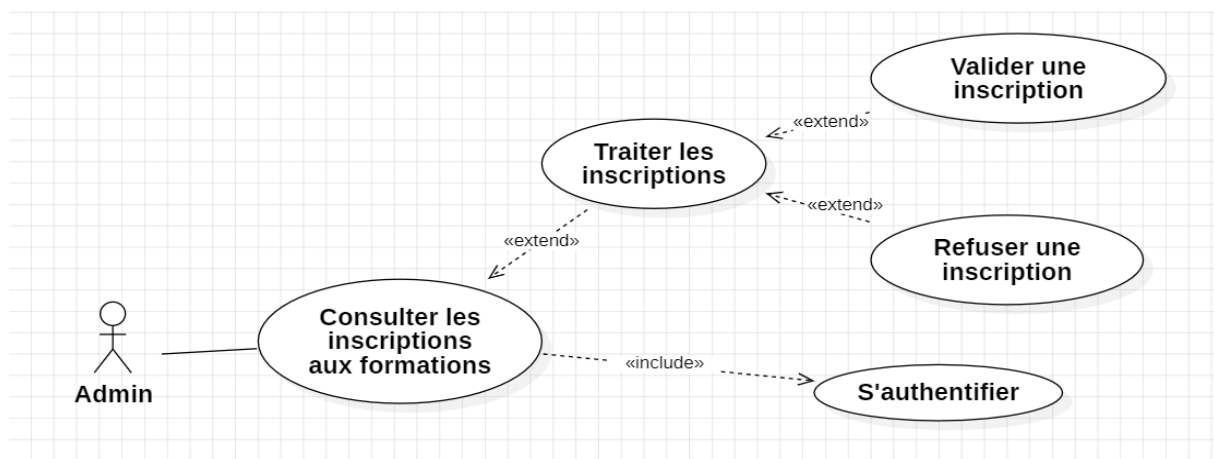 Valider une
inscription
«extend»
Traiter les
inscriptions
«extend»
Refuser une
inscription
«extend»
Consulter les
inscriptions
aux formations
«include»
S'authentifier
Admin